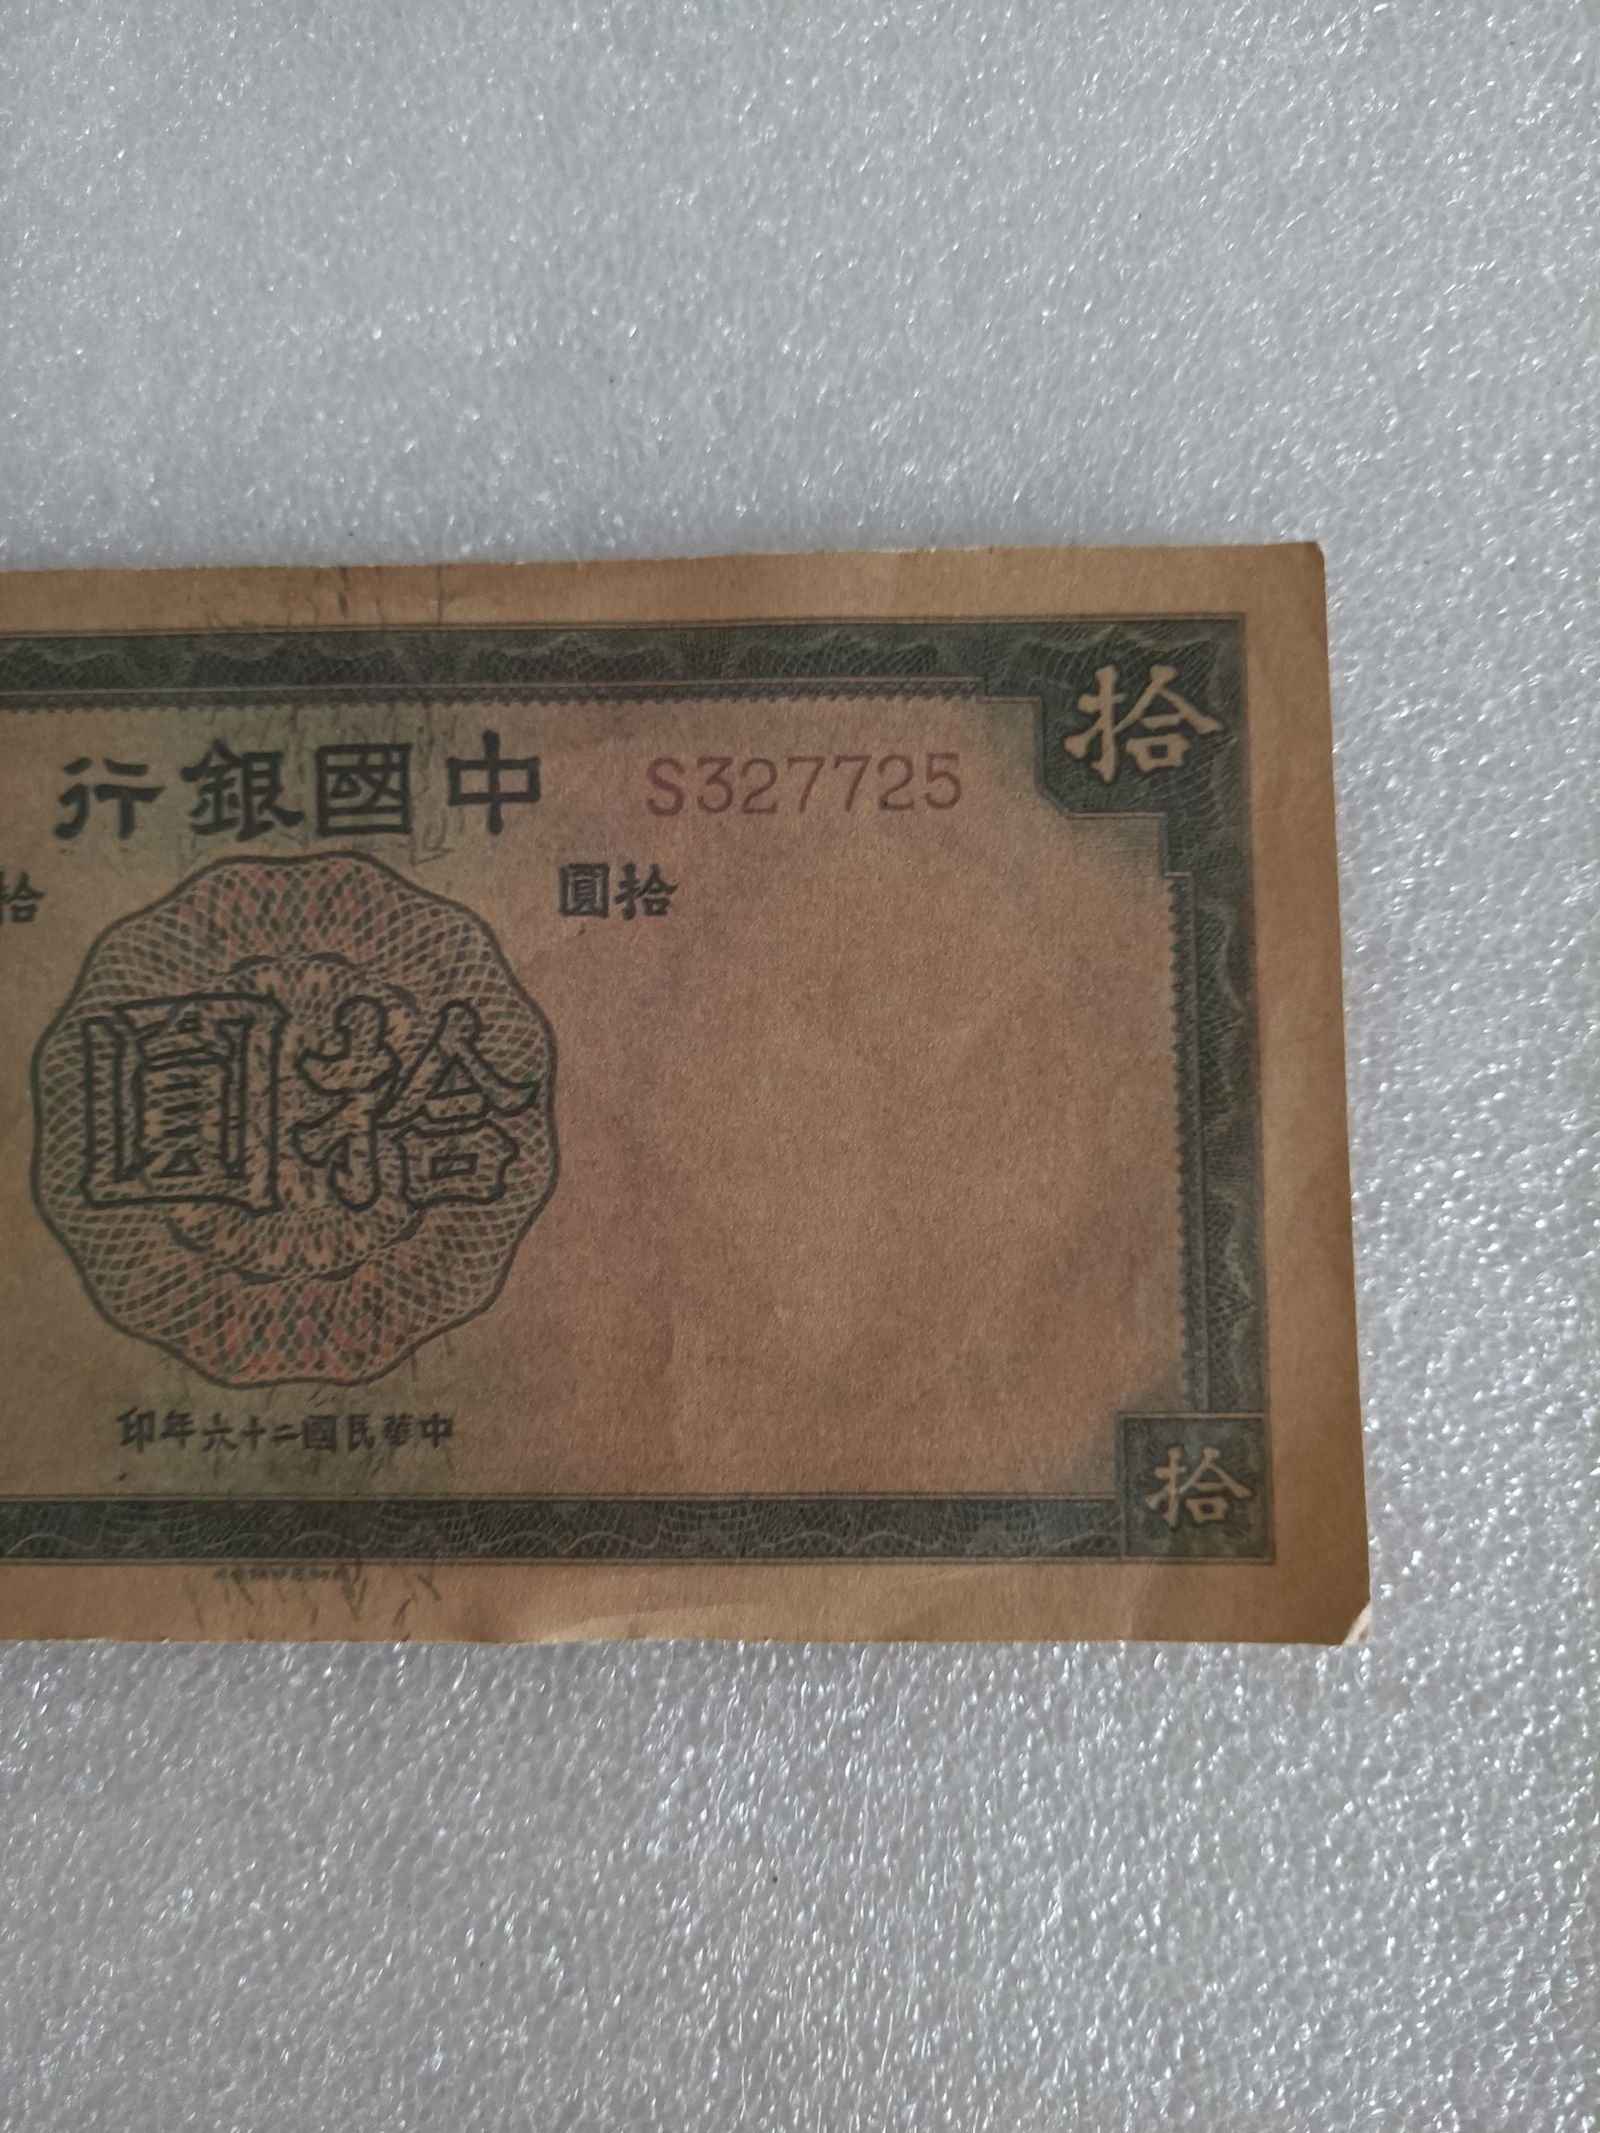 拾
中國銀行
S327725
拾圓
拾
拾圓
中華民國二十六年印
拾